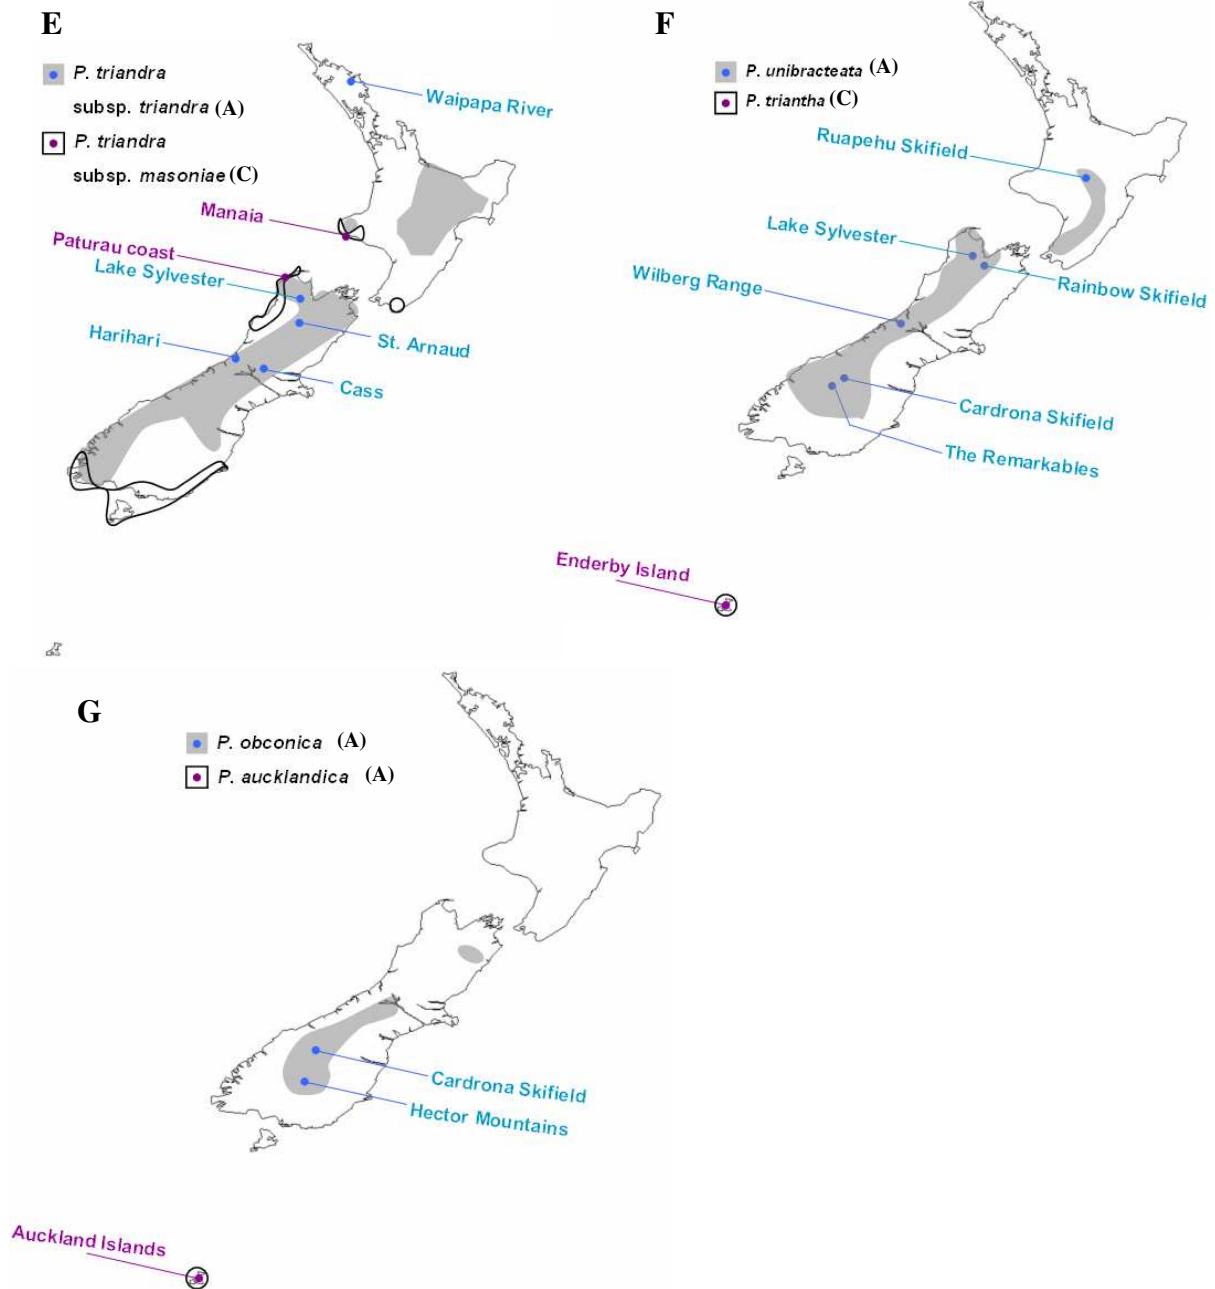 E
P. triandra
subsp. triandra (A)
P. triandra
subsp. masoniae (C)
Waipapa River
Manaia
Paturau coast
Lake Sylvester
Harihari
St. Arnaud
Cass
F
P. unibracteata (A)
P. triantha (C)
Ruapehu Skifield
Lake Sylvester
Wilberg Range
Rainbow Skifield
Cardrona Skifield
The Remarkables
Enderby Island
G
P. obconica (A)
P. aucklandica (A)
Cardrona Skifield
Hector Mountains
Auckland Islands